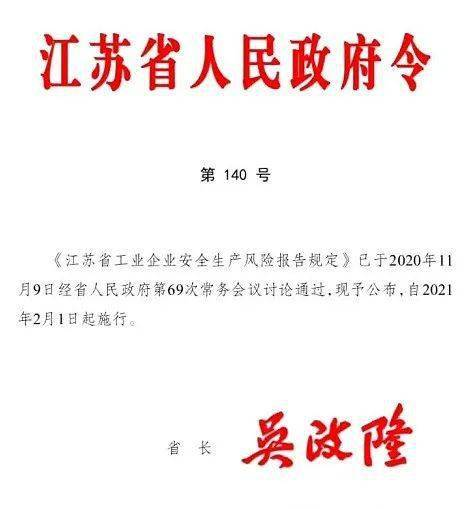 江苏省人民政府令
第 140 号
《江苏省工业企业安全生产风险报告规定》已于2020年11
月9日经省人民政府第69次常务会议讨论通过,现予公布,自2021
年2月1日起施行。
省 长 吴政隆